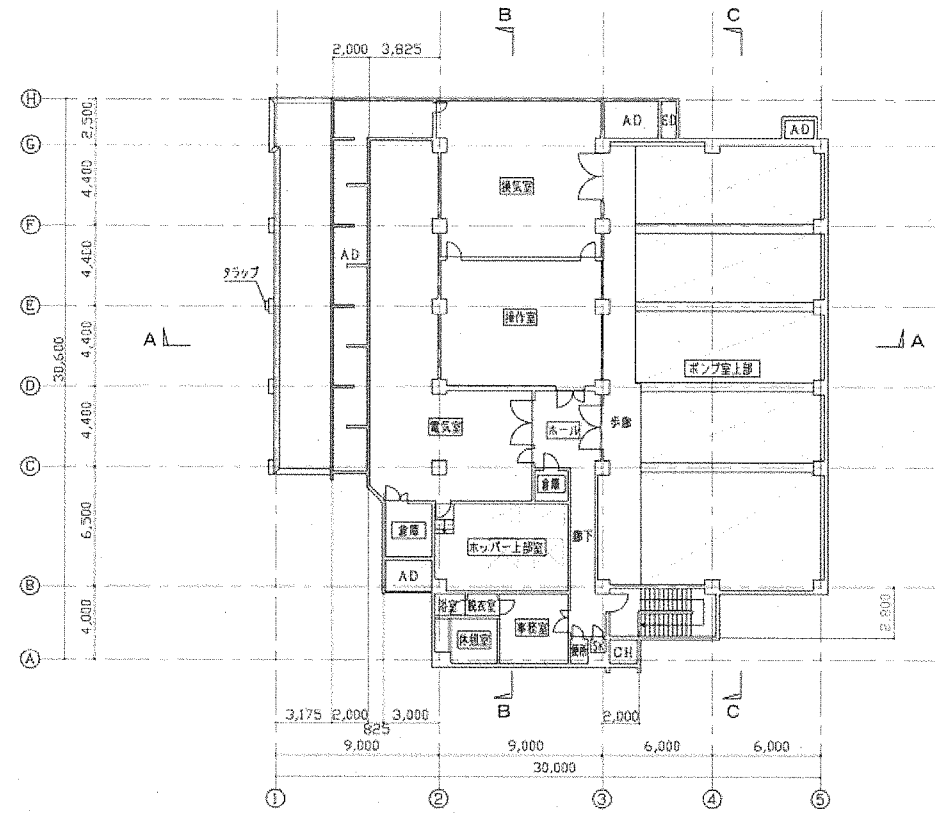 B
C
2,000
3,825
H
G
F
E
D
C
B
A
2,500
4,400
4,400
4,400
4,400
6,500
4,000
30,600
AD
SD
AD
換気室
AD
タラップ
操作室
A
A
ポンプ室上部
電気室
ホール
歩廊
倉庫
倉庫
ホッパー上部室
廊下
AD
浴室
脱衣室
事務室
休憩室
便所
SK
CH
2,800
B
C
3,175
2,000
3,000
825
2,000
9,000
9,000
6,000
6,000
30,000
1
2
3
4
5